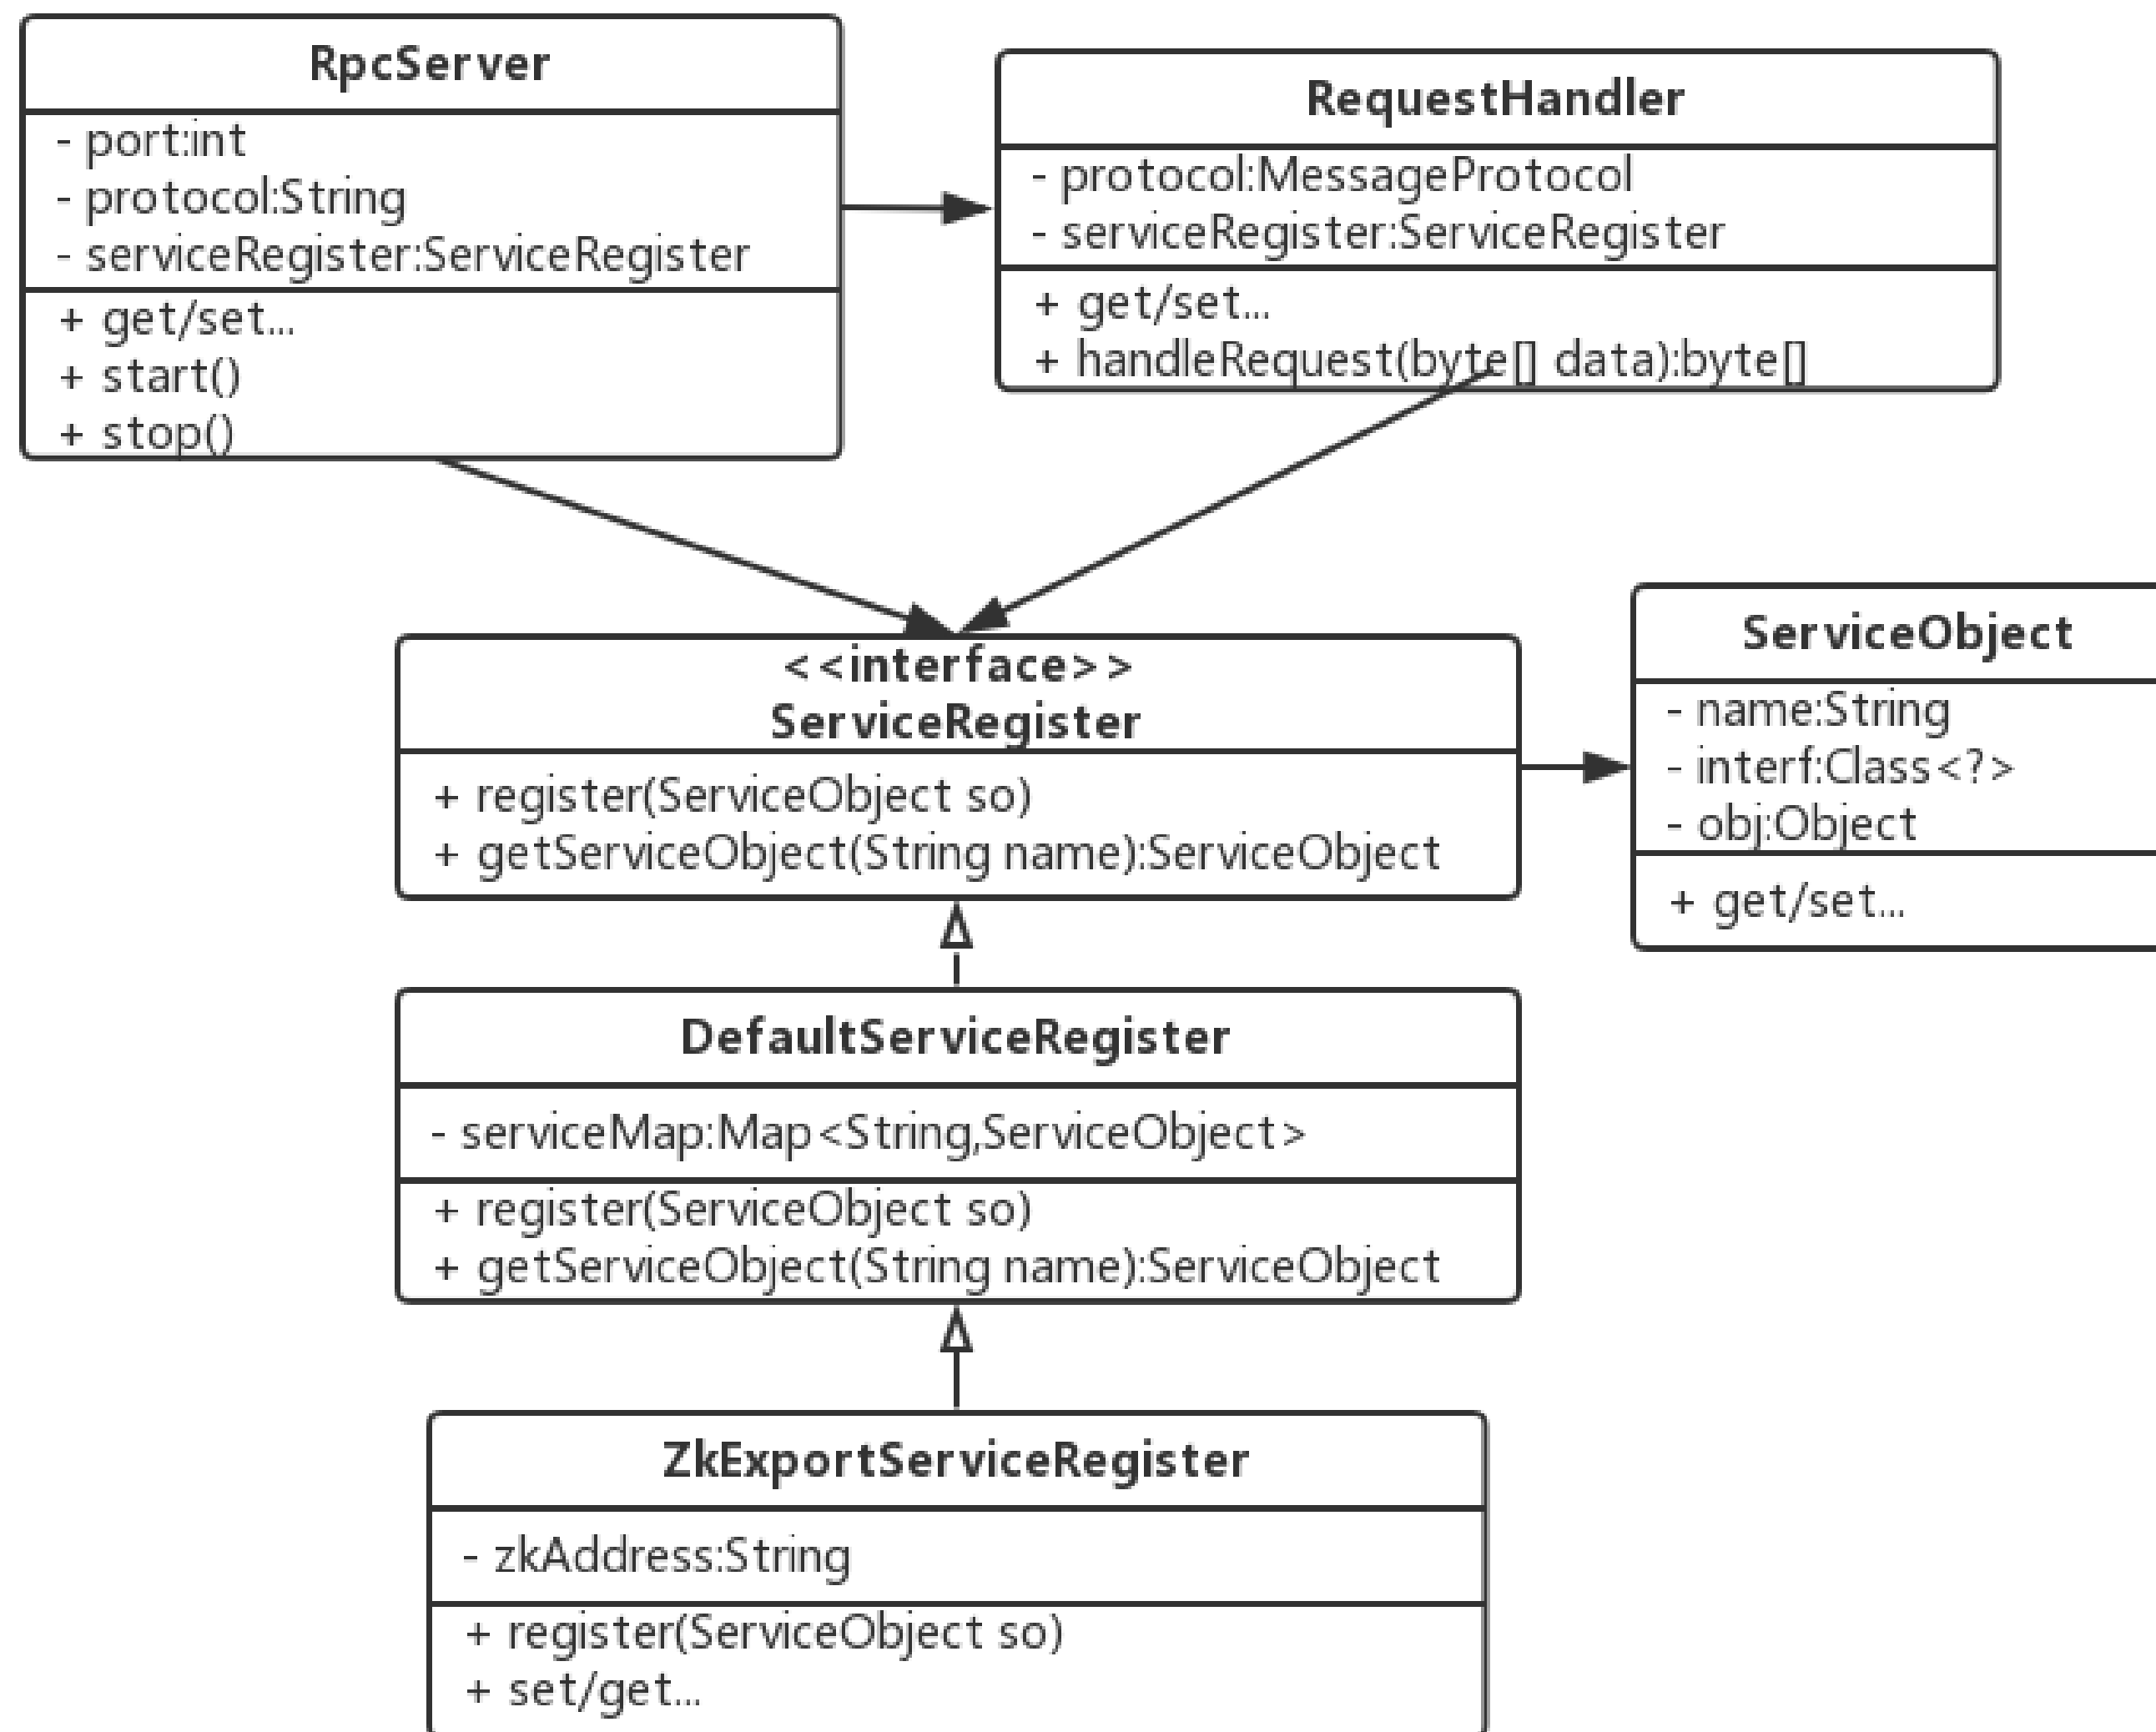 RpcServer
- port:int
- protocol:String
- serviceRegister:ServiceRegister
+ get/set...
+ start()
+ stop()
RequestHandler
- protocol:MessageProtocol
- serviceRegister:ServiceRegister
+ get/set...
+ handleRequest(byte[] data):byte[]
<<interface>>
ServiceRegister
+ register(ServiceObject so)
+ getServiceObject(String name):ServiceObject
ServiceObject
- name:String
- interf:Class<?>
- obj:Object
+ get/set...
DefaultServiceRegister
- serviceMap:Map<String,ServiceObject>
+ register(ServiceObject so)
+ getServiceObject(String name):ServiceObject
ZkExportServiceRegister
- zkAddress:String
+ register(ServiceObject so)
+ set/get...